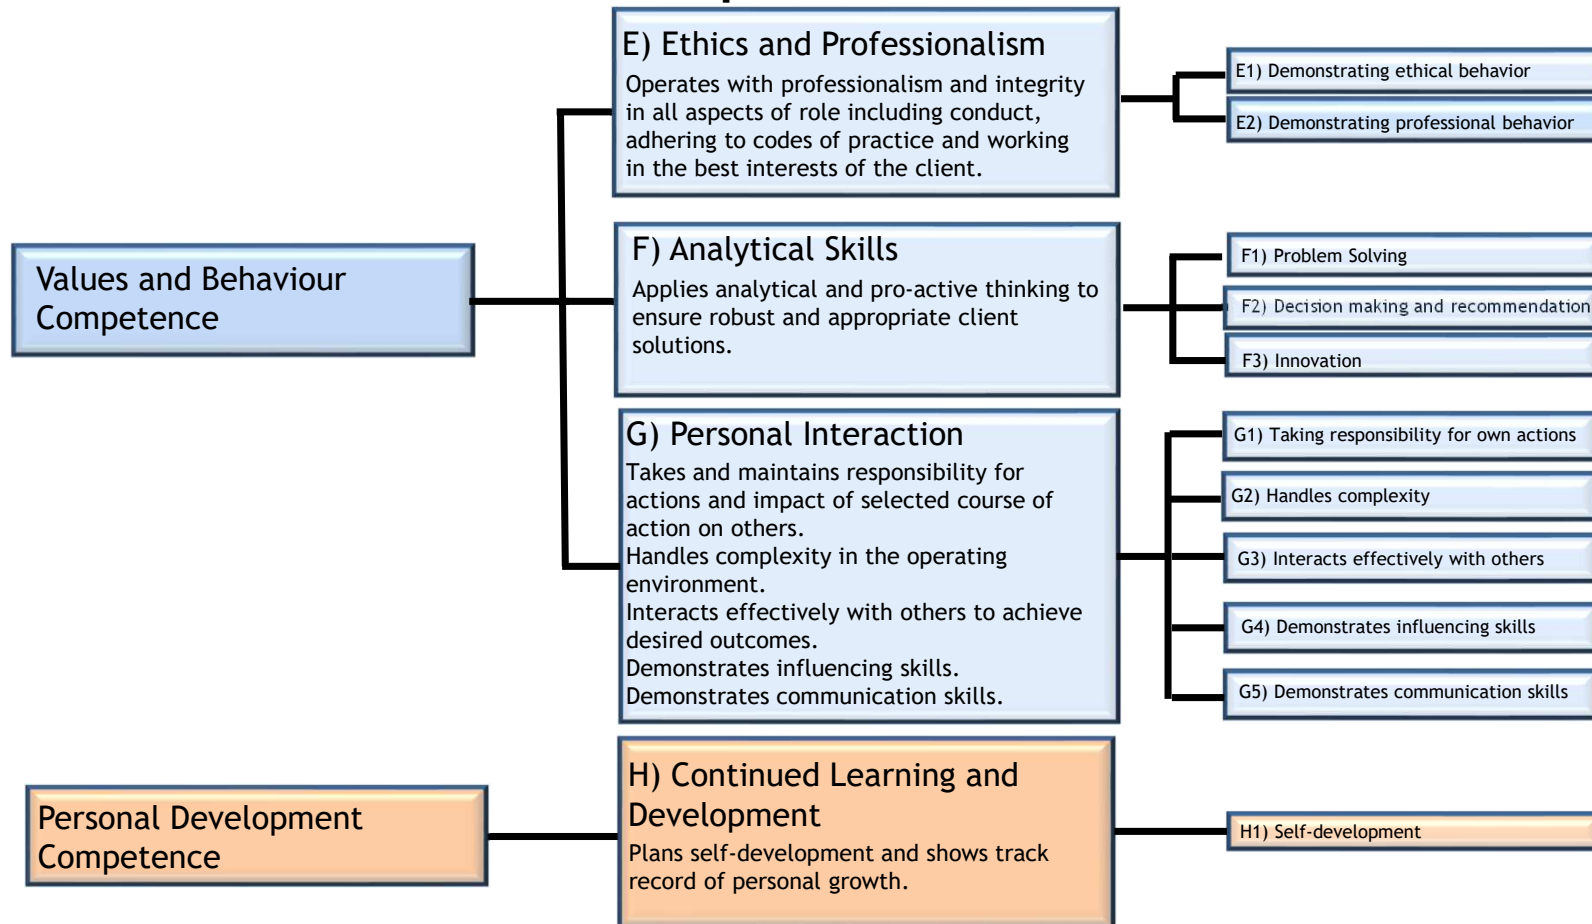 E) Ethics and Professionalism
Operates with professionalism and integrity
in all aspects of role including conduct,
adhering to codes of practice and working
in the best interests of the client.
E1) Demonstrating ethical behavior
E2) Demonstrating professional behavior
Values and Behaviour
Competence
F) Analytical Skills
Applies analytical and pro-active thinking to
ensure robust and appropriate client
solutions.
F1) Problem Solving
F2) Decision making and recommendation
F3) Innovation
G) Personal Interaction
Takes and maintains responsibility for
actions and impact of selected course of
action on others.
Handles complexity in the operating
environment.
Interacts effectively with others to achieve
desired outcomes.
Demonstrates influencing skills.
Demonstrates communication skills.
G1) Taking responsibility for own actions
G2) Handles complexity
G3) Interacts effectively with others
G4) Demonstrates influencing skills
G5) Demonstrates communication skills
Personal Development
Competence
H) Continued Learning and
Development
Plans self-development and shows track
record of personal growth.
H1) Self-development